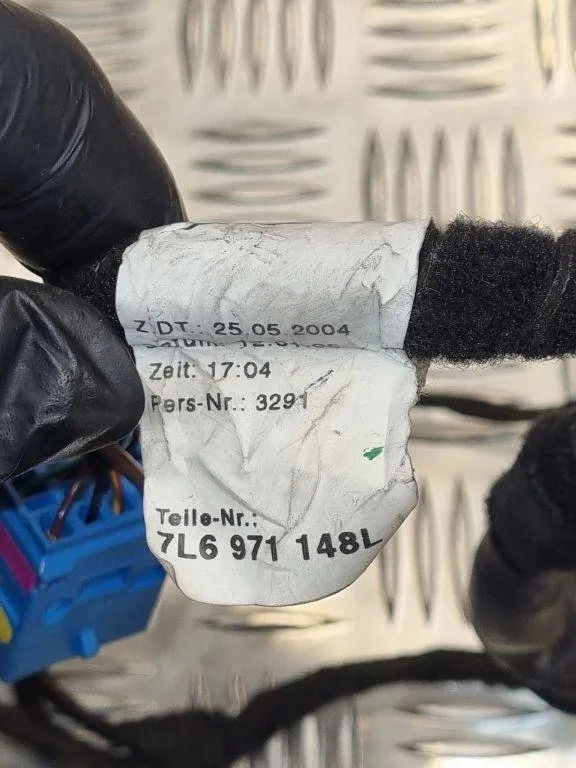 Z DT.: 25.05.2004
Zeit: 17:04
Pers-Nr.: 3291
Teile-Nr.:
7L6 971 148L